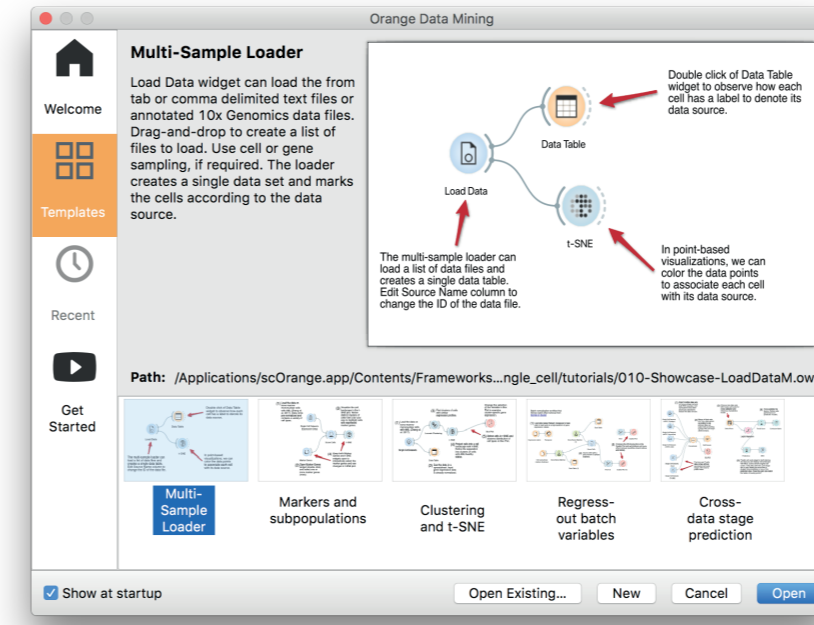 Orange Data Mining
Welcome
Templates
Recent
Get
Started
Multi-Sample Loader
Load Data widget can load the from
tab or comma delimited text files or
annotated 10x Genomics data files.
Drag-and-drop to create a list of
files to load. Use cell or gene
sampling, if required. The loader
creates a single data set and marks
the cells according to the data
source.
Double click of Data Table
widget to observe how each
cell has a label to denote its
data source.
Data Table
Load Data
t-SNE
The multi-sample loader can
load a list of data files and
creates a single data table.
Edit Source Name column to
change the ID of the data file.
In point-based
visualizations, we can
color the data points
to associate each cell
with its data source.
Path: /Applications/scOrange.app/Contents/Frameworks...ngle_cell/tutorials/010-Showcase-LoadDataM.ow
Multi-
Sample
Loader
Markers and
subpopulations
Clustering
and t-SNE
Regress-
out batch
variables
Cross-
data stage
prediction
Show at startup
Open Existing...
New
Cancel
Open